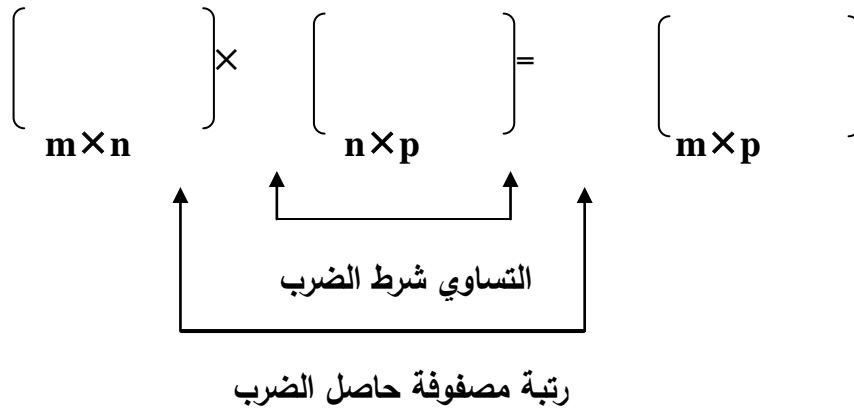 × =
m×n n×p m×p
التساوي شرط الضرب
رتبة مصفوفة حاصل الضرب